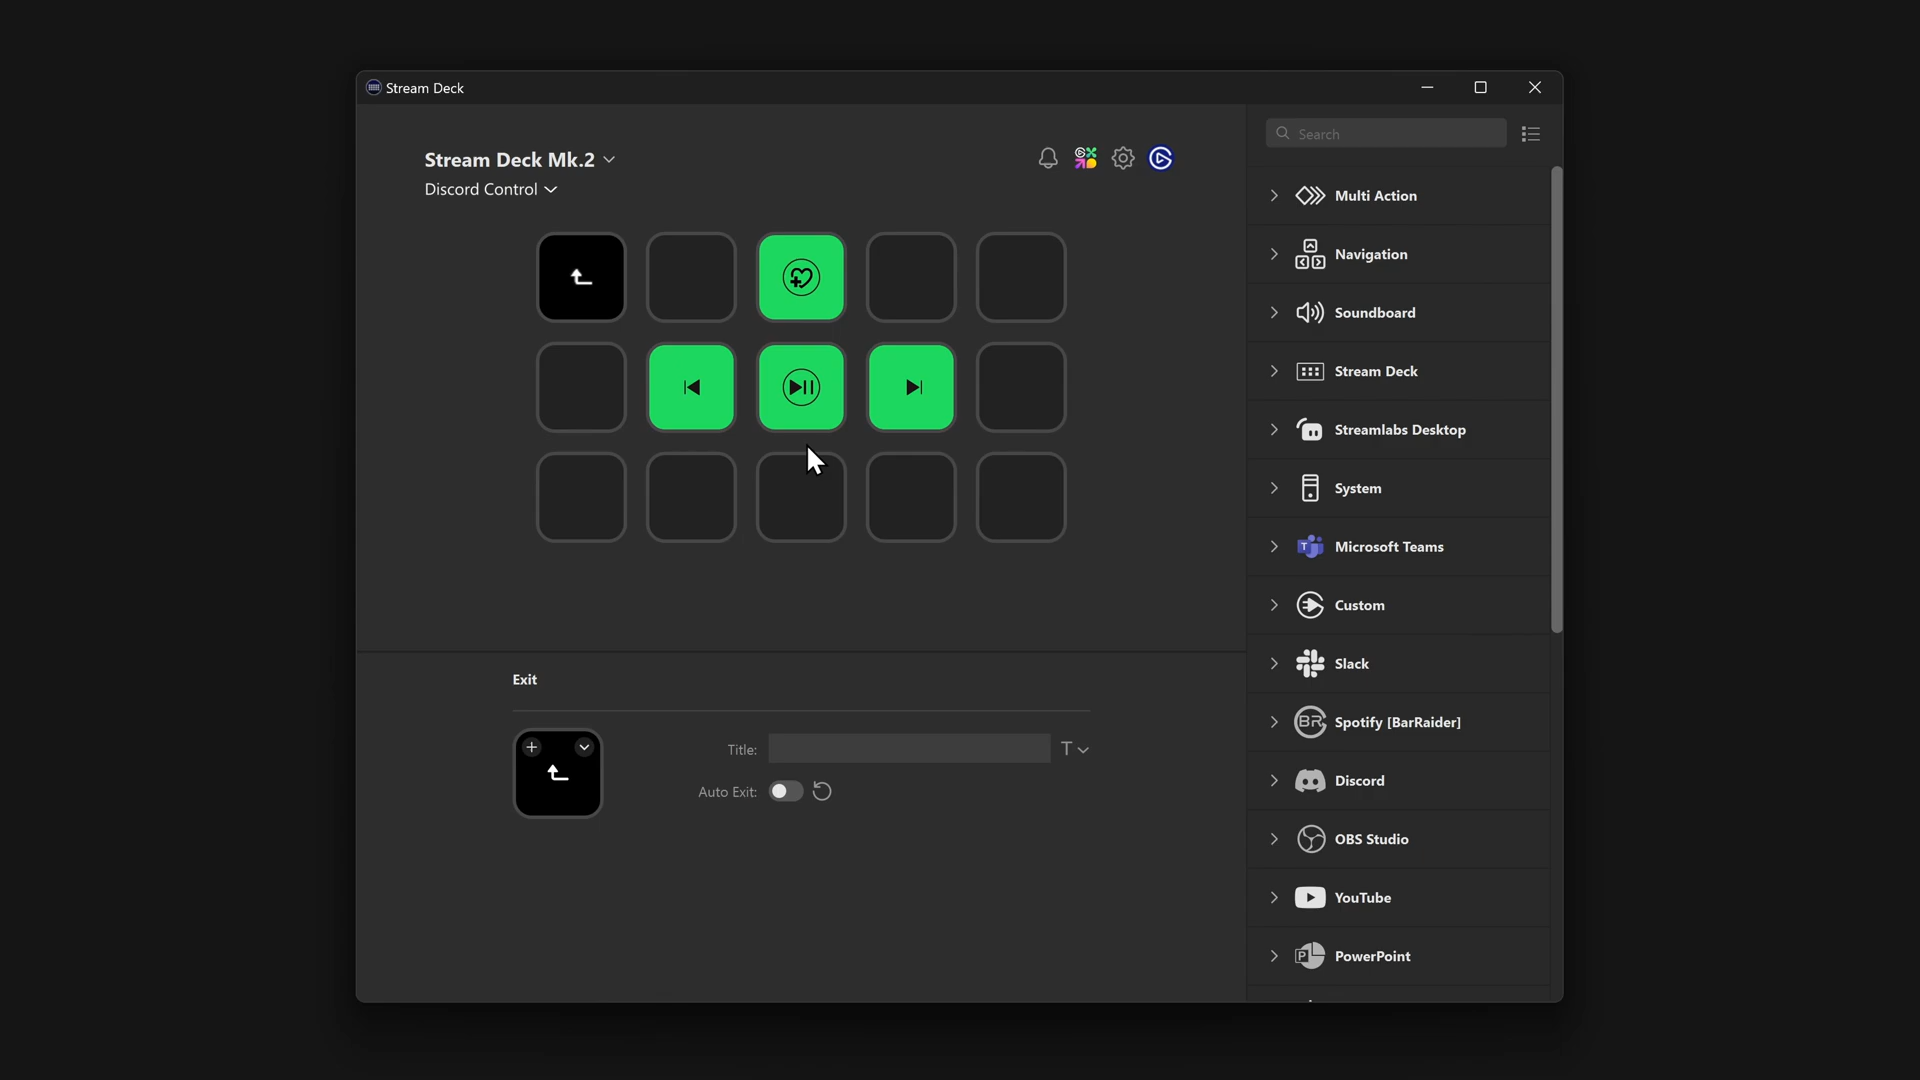 Stream Deck
Search
Stream Deck Mk.2
Discord Control
Multi Action
Navigation
Soundboard
Stream Deck
Streamlabs Desktop
System
Microsoft Teams
Custom
Slack
Spotify [BarRaider]
Discord
OBS Studio
YouTube
PowerPoint
Exit
Title:
T
Auto Exit: